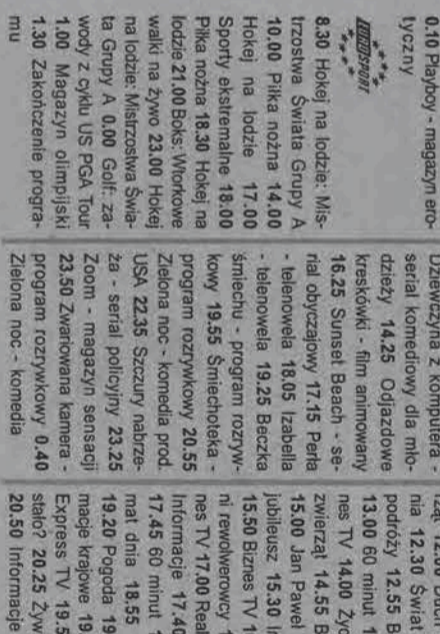 0.10 Playboy - magazyn ero-
tyczny
EUROSPORT
8.30 Hokej na lodzie: Mis-
trzostwa Świata Grupy A
10.00 Piłka nożna 14.00
Hokej na lodzie 17.00
Sporty ekstremalne 18.00
Piłka nożna 18.30 Hokej na
lodzie 21.00 Boks: Wtorkowe
walki na żywo 23.00 Hokej
na lodzie: Mistrzostwa Świa-
ta Grupy A 0.00 Golf: za-
wody z cyklu US PGA Tour
1.00 Magazyn olimpijski
1.30 Zakończenie progra-
mu
Dziewczyna z komputera -
serial komediowy dla mło-
dzieży 14.25 Odjazdowe
kreskówki - film animowany
16.25 Sunset Beach - se-
rial obyczajowy 17.15 Perła
- telenowela 18.05 Izabella
- telenowela 19.25 Beczka
śmiechu - program rozryw-
kowy 19.55 Śmiechoteka -
program rozrywkowy 20.55
Zielona noc - komedia prod.
USA 22.35 Szczury nabrze-
ża - serial policyjny 23.25
Zoom - magazyn sensacji
23.50 Zwariowana kamera -
program rozrywkowy 0.40
Zielona noc - komedia
12.00
nia 12.30 Świat
podróży 12.55 B
13.00 60 minut 1
nes TV 14.00 Życ
zwierząt 14.55 B
15.00 Jan Paweł
jubileusz 15.30 In
15.50 Biznes TV 1
ni rewolwerowcy
nes TV 17.00 Real
Informacje 17.40
17.45 60 minut
mat dnia 18.55
19.20 Pogoda 19
macje krajowe 19
Express TV 19.5
stało? 20.25 Żyw
20.50 Informacje